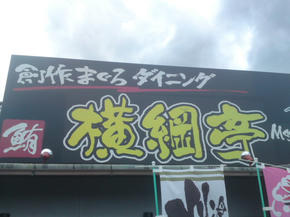 創作まぐろダイニング
鮪 横綱亭